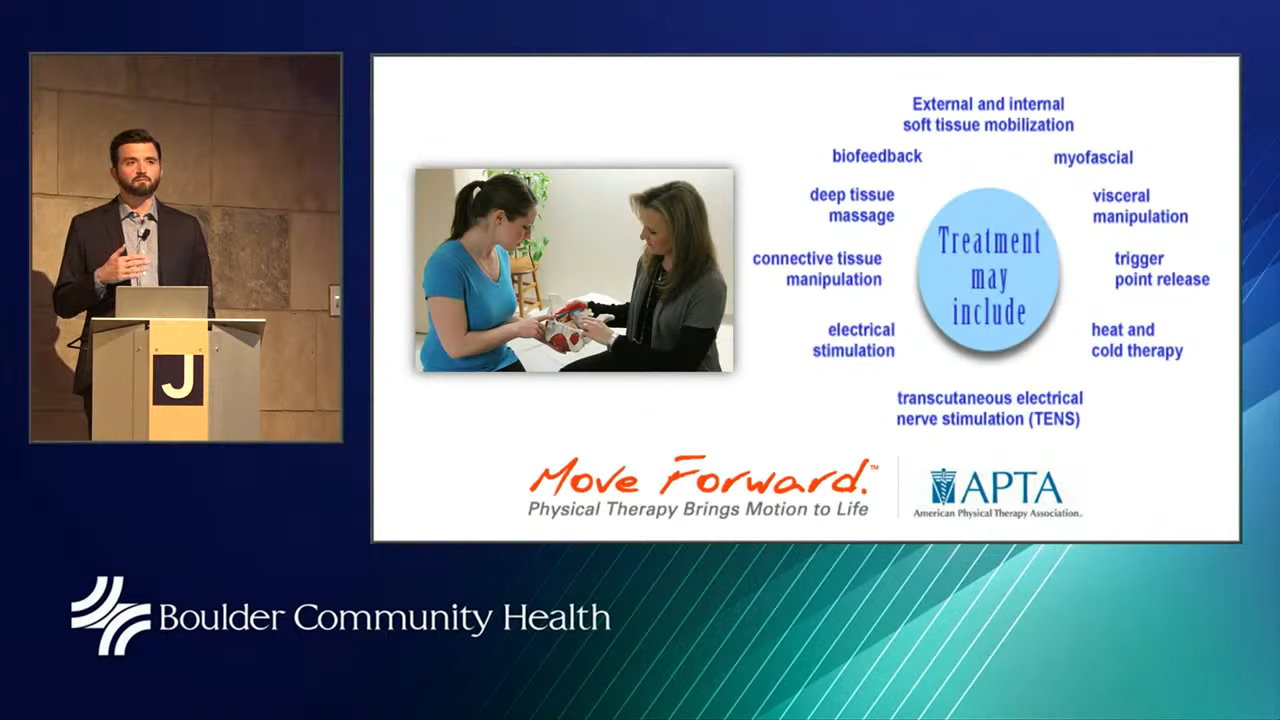 External and internal
soft tissue mobilization
biofeedback
myofascial
deep tissue
massage
visceral
manipulation
connective tissue
manipulation
trigger
point release
electrical
stimulation
heat and
cold therapy
transcutaneous electrical
nerve stimulation (TENS)
Treatment
may
include
Move Forward.™
Physical Therapy Brings Motion to Life
APTA
American Physical Therapy Association.
J
Boulder Community Health